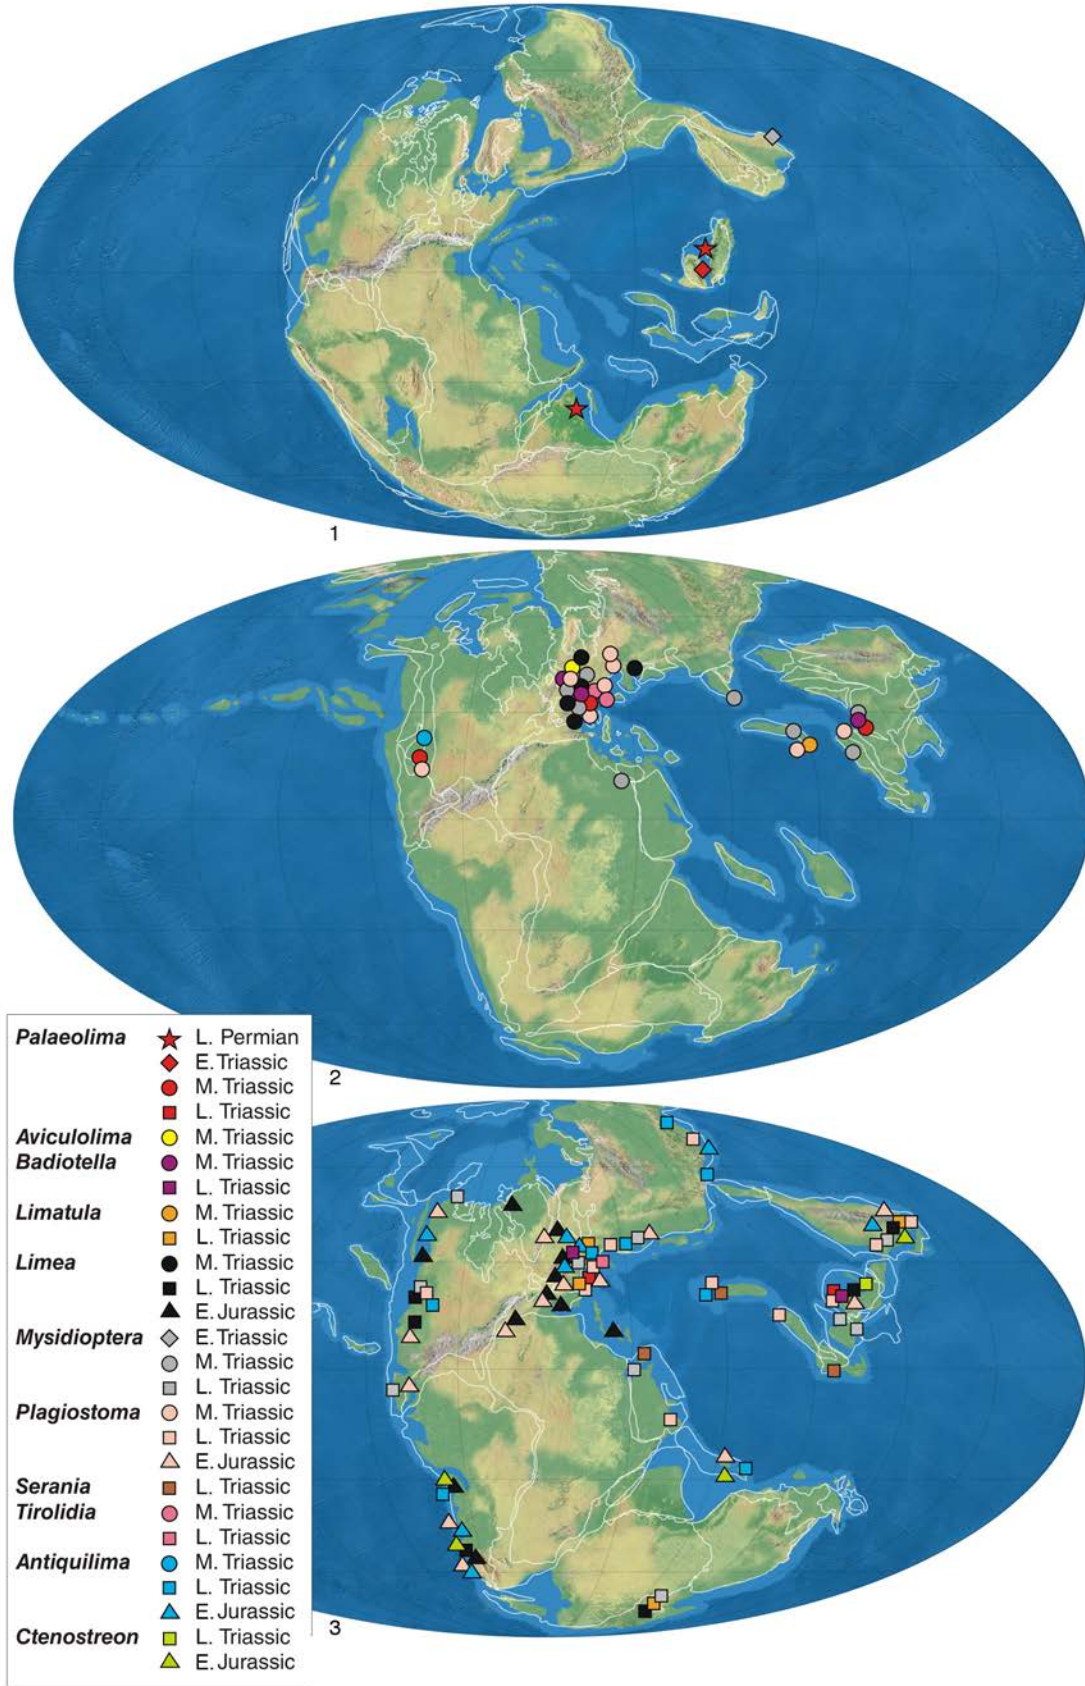 1
2
Palaeolima L. Permian
E. Triassic
M. Triassic
L. Triassic
Aviculolima M. Triassic
Badiotella M. Triassic
L. Triassic
Limatula M. Triassic
L. Triassic
Limea M. Triassic
L. Triassic
E. Jurassic
Mysidioptera E. Triassic
M. Triassic
L. Triassic
Plagiostoma M. Triassic
L. Triassic
E. Jurassic
Serania L. Triassic
Tirolidia M. Triassic
L. Triassic
Antiquilima M. Triassic
L. Triassic
E. Jurassic
Ctenostreon L. Triassic
E. Jurassic
3